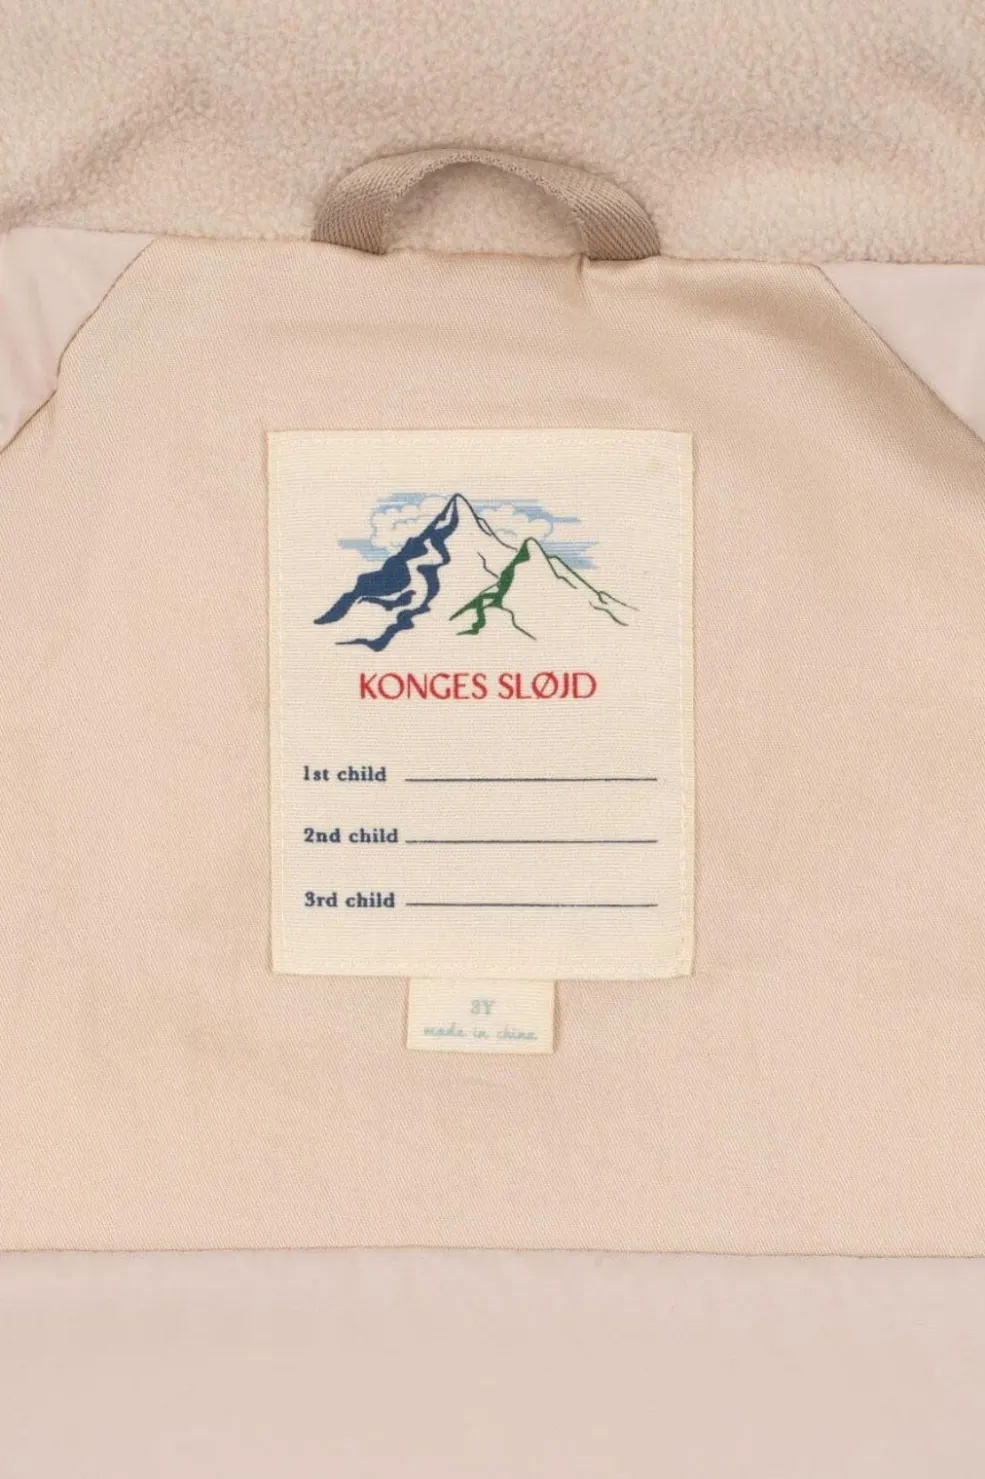 KONGES SLØJD
1st child
2nd child
3rd child
3Y
made in china